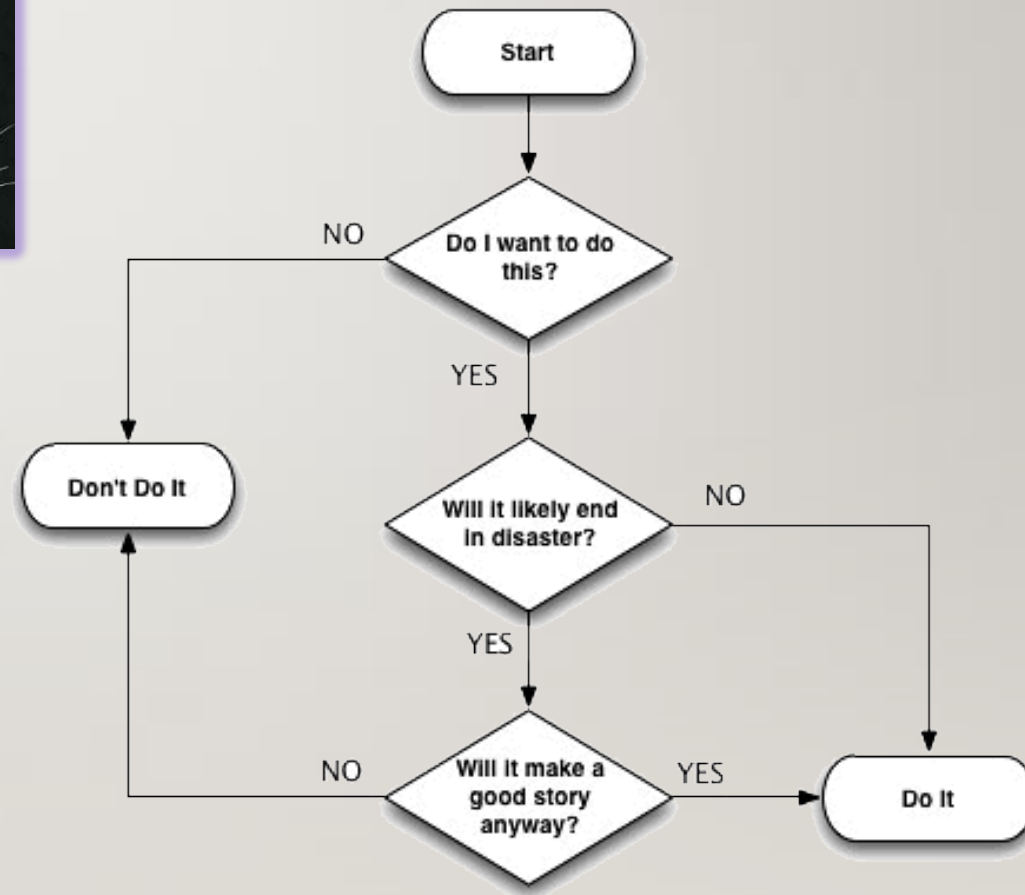 Start
NO
Do I want to do
this?
YES
Don't Do It
Will it likely end
in disaster?
NO
YES
NO
Will it make a
good story
anyway?
YES
Do It